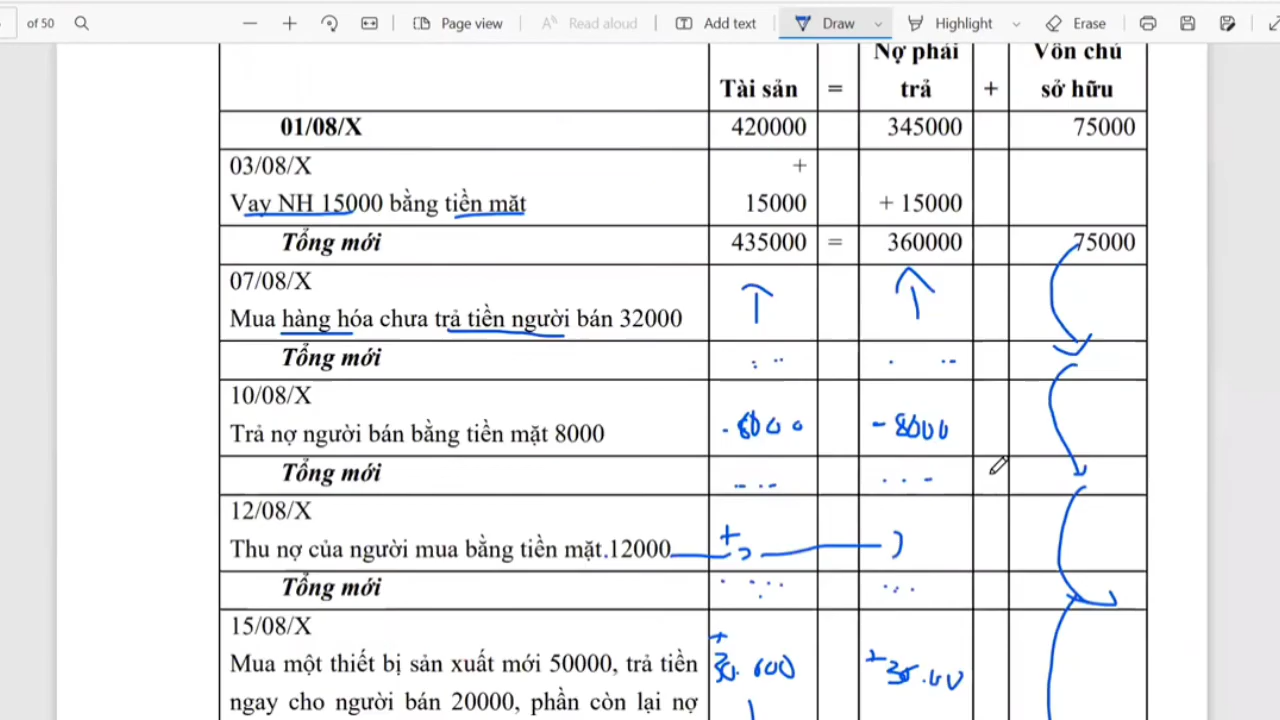 of 50 Page view Read aloud Add text Draw Highlight Erase
Nợ phải Vốn chủ
Tài sản = trả + sở hữu
01/08/X 420000 345000 75000
03/08/X +
Vay NH 15000 bằng tiền mặt 15000 + 15000
Tổng mới 435000 = 360000 75000
07/08/X
Mua hàng hóa chưa trả tiền người bán 32000
Tổng mới
10/08/X
Trả nợ người bán bằng tiền mặt 8000 - 8000 - 8000
Tổng mới
12/08/X
Thu nợ của người mua bằng tiền mặt.12000 +
Tổng mới
15/08/X +
Mua một thiết bị sản xuất mới 50000, trả tiền
ngay cho người bán 20000, phần còn lại nợ